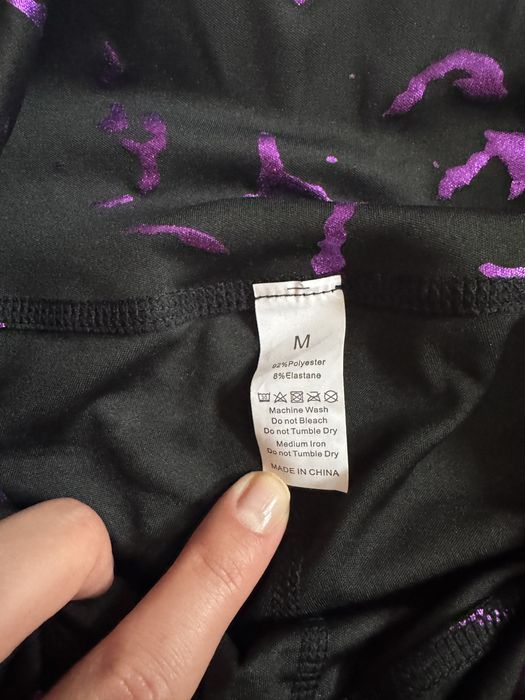 M
92%Polyester
8%Elastane
Machine Wash
Do not Bleach
Do not Tumble Dry
Medium Iron
Do not Tumble Dry
MADE IN CHINA